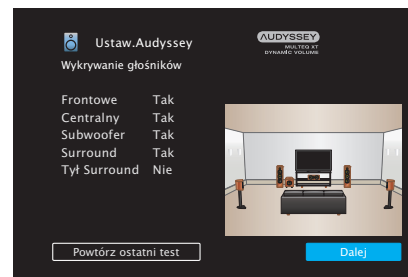 Ustaw.Audyssey
AUDYSSEY
MULTEQ XT
DYNAMIC VOLUME
Wykrywanie głośników
Frontowe Tak
Centralny Tak
Subwoofer Tak
Surround Tak
Tył Surround Nie
Powtórz ostatni test
Dalej